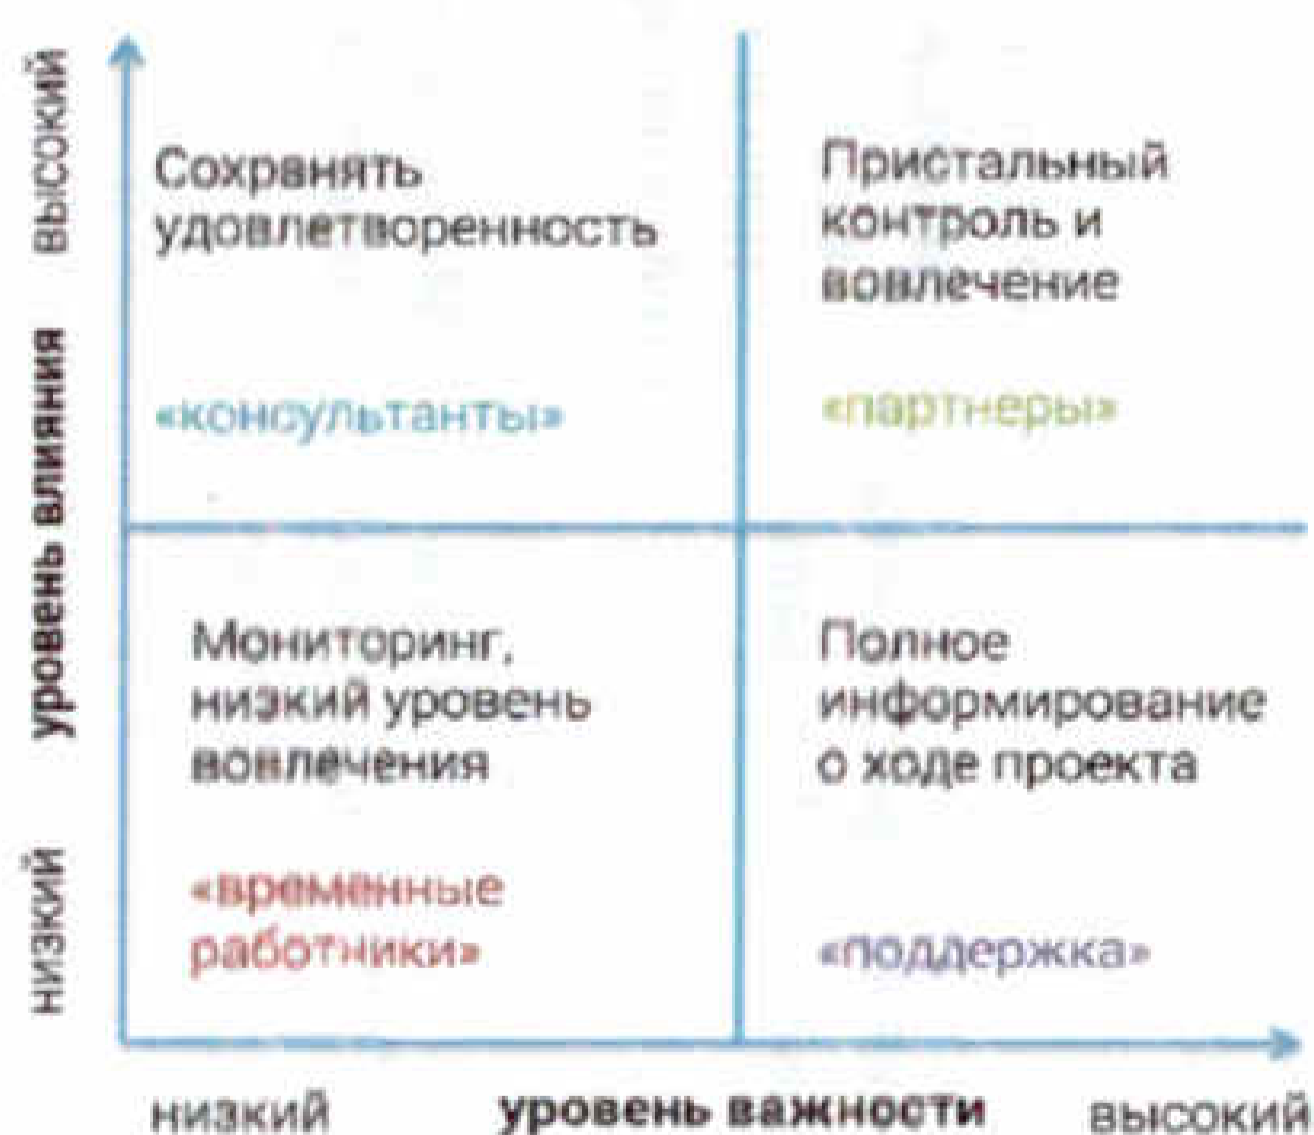 высокий
уровень влияния
низкий
Сохранять
удовлетворенность
«консультанты»
Пристальный
контроль и
вовлечение
«партнеры»
Мониторинг,
низкий уровень
вовлечения
«временные
работники»
Полное
информирование
о ходе проекта
«поддержка»
низкий
уровень важности
высокий